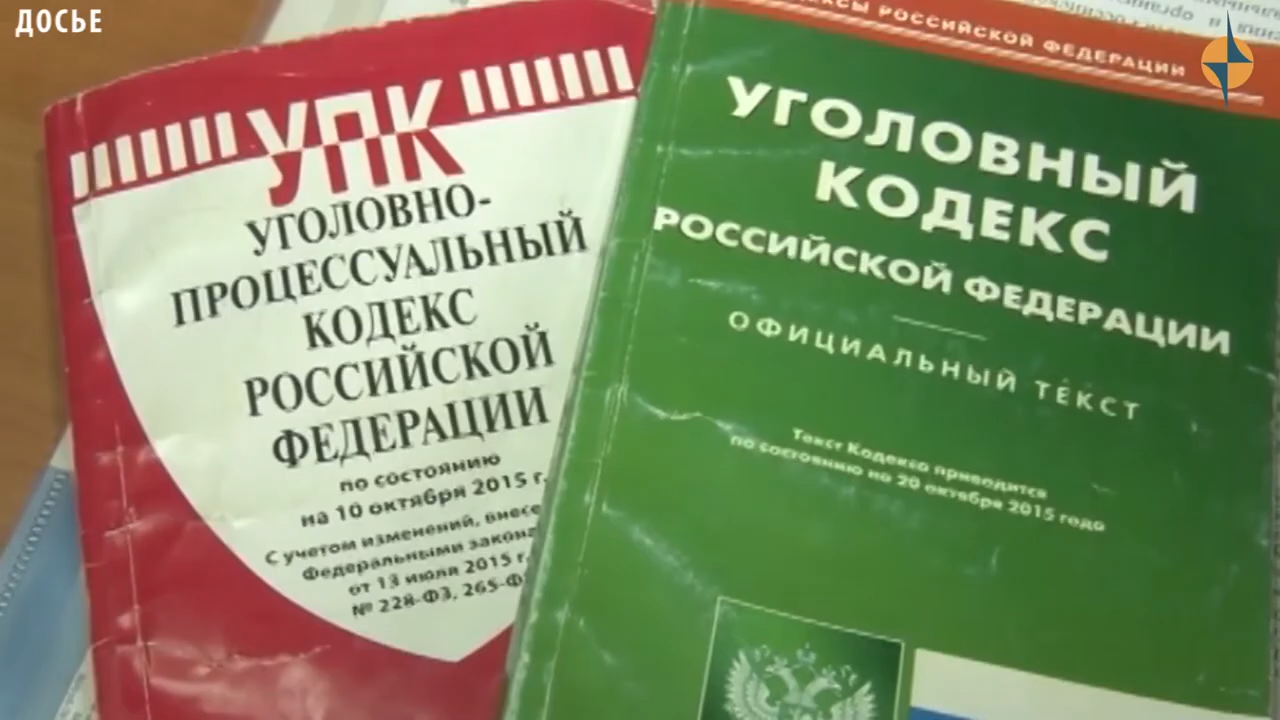 ДОСЬЕ
УПК
УГОЛОВНО-
ПРОЦЕССУАЛЬНЫЙ
КОДЕКС
РОССИЙСКОЙ
ФЕДЕРАЦИИ
по состоянию
на 10 октября 2015 г.
С учетом изменений, внесе
Федеральными закона
от 13 июля 2015 г.
№ 228-ФЗ, 265-Ф
РОССИЙСКОЙ ФЕДЕРАЦИИ
УГОЛОВНЫЙ
КОДЕКС
РОССИЙСКОЙ ФЕДЕРАЦИИ
ОФИЦИАЛЬНЫЙ ТЕКСТ
Текст Кодекса приводится
по состоянию на 20 октября 2015 года